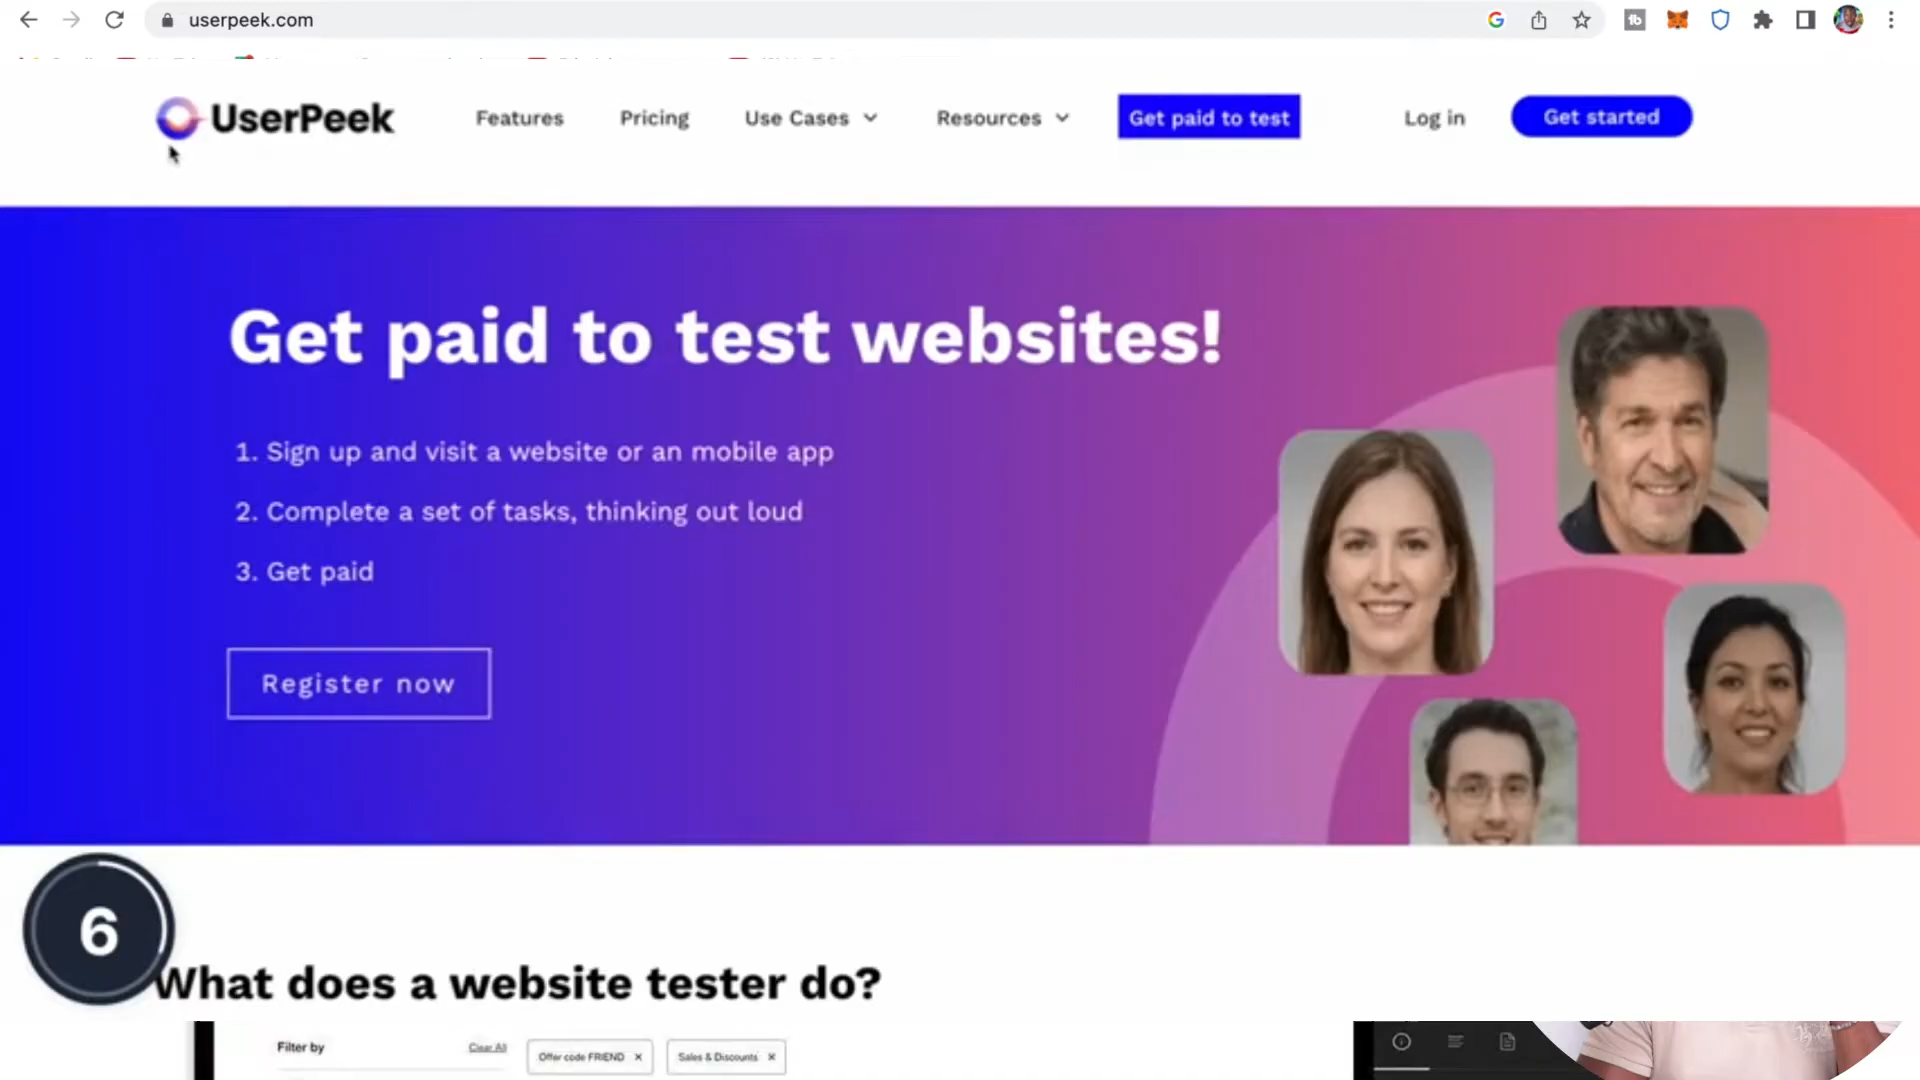 userpeek.com
UserPeek
Features
Pricing
Use Cases
Resources
Get paid to test
Log in
Get started
Get paid to test websites!
1. Sign up and visit a website or an mobile app
2. Complete a set of tasks, thinking out loud
3. Get paid
Register now
6
What does a website tester do?
Filter by
Clear All
Offer code FRIEND ×
Sales & Discounts ×